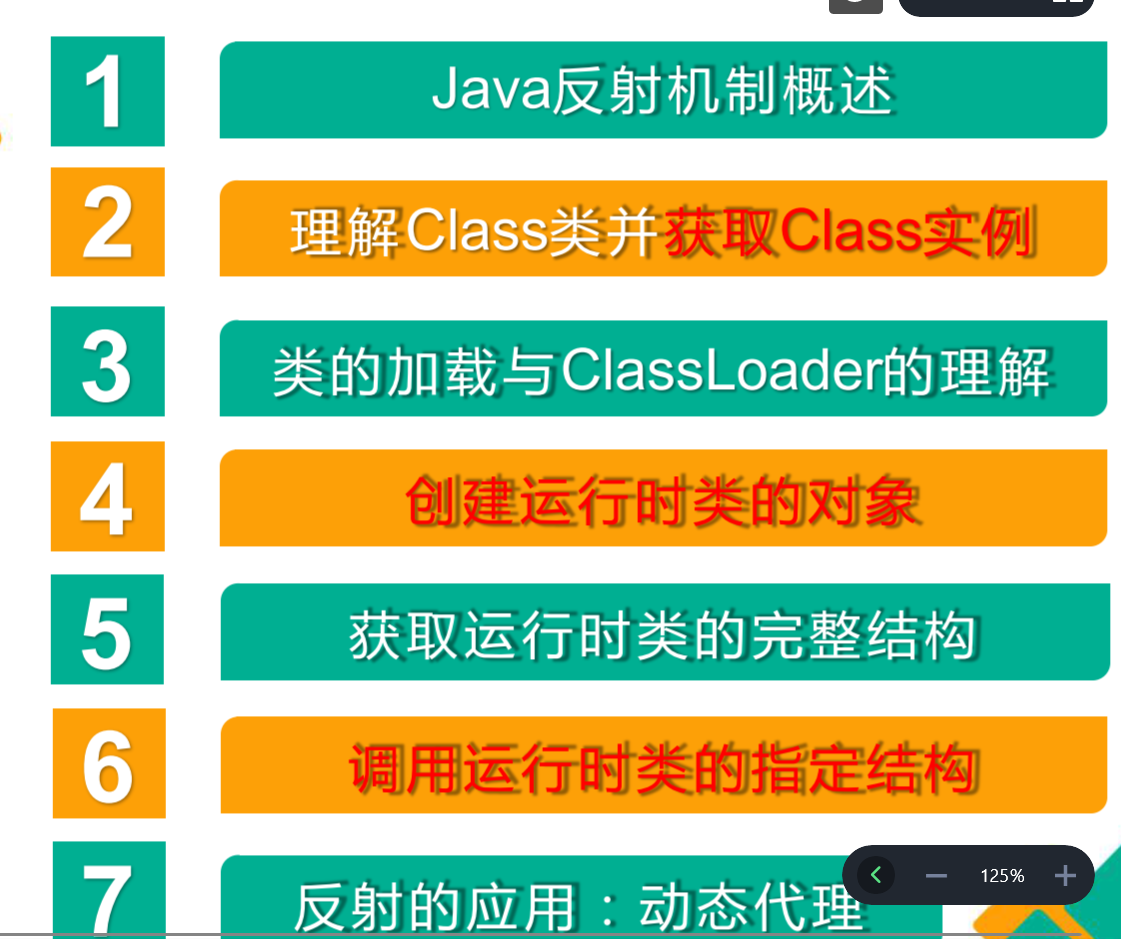 1
Java反射机制概述
2
理解Class类并获取Class实例
3
类的加载与ClassLoader的理解
4
创建运行时类的对象
5
获取运行时类的完整结构
6
调用运行时类的指定结构
7
反射的应用：动态代理
125%